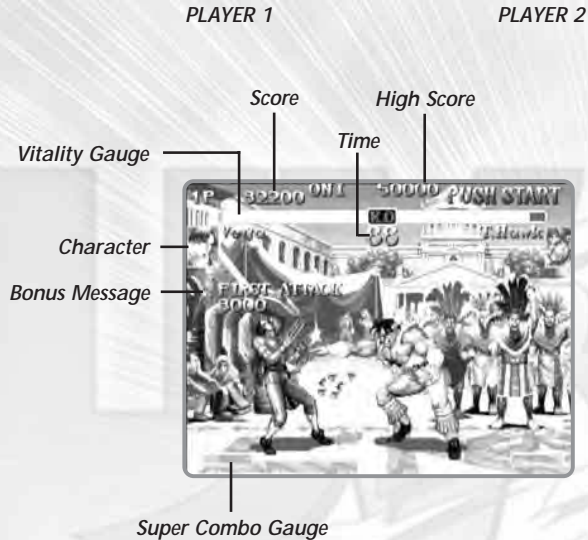 PLAYER 1 PLAYER 2
Score High Score
Time
Vitality Gauge
1P 32200 ONI 50000 PUSH START
KO
Vega 88 T.Hawk
Character
Bonus Message
FIRST ATTACK
3000
Super Combo Gauge